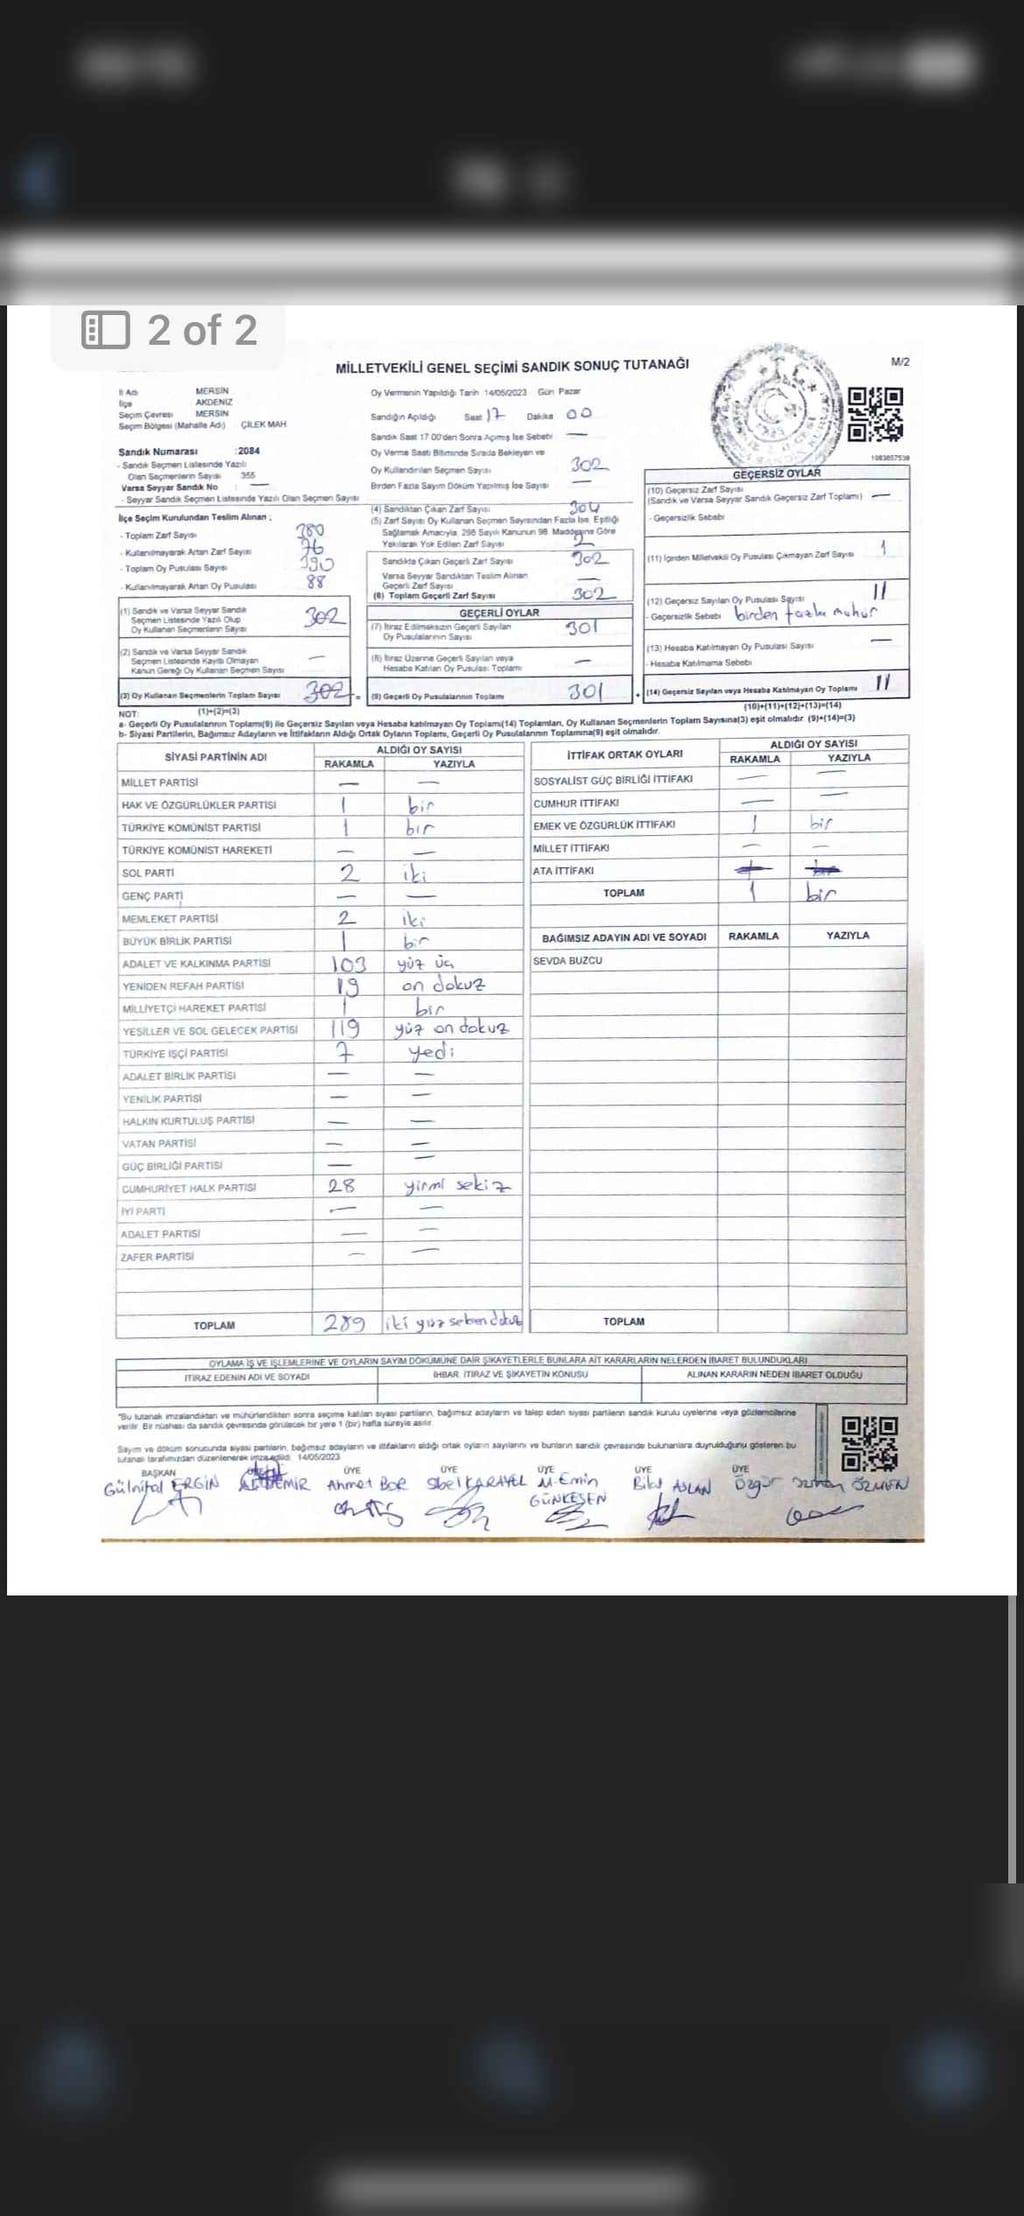 2 of 2
MİLLETVEKİLİ GENEL SEÇİMİ SANDIK SONUÇ TUTANAĞI
M/2
İl Adı MERSİN
İlçe AKDENİZ
Seçim Çevresi MERSİN
Seçim Bölgesi (Mahalle Adı) ÇİLEK MAH
Sandık Numarası :2084
- Sandık Seçmen Listesinde Yazılı
Olan Seçmenlerin Sayısı 355
Varsa Seyyar Sandık No : —
- Seyyar Sandık Seçmen Listesinde Yazılı Olan Seçmen Sayısı
Oy Vermenin Yapıldığı Tarih 14/05/2023 Gün Pazar
Sandığın Açıldığı Saat 17 Dakika 00
Sandık Saat 17.00'den Sonra Açılmış İse Sebebi —
Oy Verme Saati Bitiminde Sırada Bekleyen ve
Oy Kullandırılan Seçmen Sayısı 302
Birden Fazla Sayım Döküm Yapılmış İse Sayısı —
1083857538
İlçe Seçim Kurulundan Teslim Alınan ;
- Toplam Zarf Sayısı 380
- Kullanılmayarak Artan Zarf Sayısı 76
- Toplam Oy Pusulası Sayısı 390
- Kullanılmayarak Artan Oy Pusulası 88
(1) Sandık ve Varsa Seyyar Sandık
Seçmen Listesinde Yazılı Olup
Oy Kullanan Seçmenlerin Sayısı 302
(2) Sandık ve Varsa Seyyar Sandık
Seçmen Listesinde Kayıtlı Olmayan
Kanun Gereği Oy Kullanan Seçmen Sayısı —
(3) Oy Kullanan Seçmenlerin Toplam Sayısı 302
(1)+(2)=(3)
(4) Sandıktan Çıkan Zarf Sayısı 304
(5) Zarf Sayısı Oy Kullanan Seçmen Sayısından Fazla İse, Eşitliği
Sağlamak Amacıyla, 298 Sayılı Kanunun 98. Maddesine Göre
Yakılarak Yok Edilen Zarf Sayısı 2
Sandıkta Çıkan Geçerli Zarf Sayısı 302
Varsa Seyyar Sandıktan Teslim Alınan
Geçerli Zarf Sayısı —
(6) Toplam Geçerli Zarf Sayısı 302
GEÇERLİ OYLAR
(7) İtiraz Edilmeksizin Geçerli Sayılan
Oy Pusulalarının Sayısı 301
(8) İtiraz Üzerine Geçerli Sayılan veya
Hesaba Katılan Oy Pusulası Toplamı —
(9) Geçerli Oy Pusulalarının Toplamı 301
GEÇERSİZ OYLAR
(10) Geçersiz Zarf Sayısı
(Sandık ve Varsa Seyyar Sandık Geçersiz Zarf Toplamı) —
- Geçersizlik Sebebi
(11) İçinden Milletvekili Oy Pusulası Çıkmayan Zarf Sayısı 1
(12) Geçersiz Sayılan Oy Pusulası Sayısı 11
- Geçersizlik Sebebi birden fazla muhur
(13) Hesaba Katılmayan Oy Pusulası Sayısı —
- Hesaba Katılmama Sebebi
(14) Geçersiz Sayılan veya Hesaba Katılmayan Oy Toplamı 11
(10)+(11)+(12)+(13)=(14)
NOT:
a- Geçerli Oy Pusulalarının Toplamı(9) ile Geçersiz Sayılan veya Hesaba katılmayan Oy Toplamı(14) Toplamları, Oy Kullanan Seçmenlerin Toplam Sayısına(3) eşit olmalıdır. (9)+(14)=(3)
b- Siyasi Partilerin, Bağımsız Adayların ve İttifakların Aldığı Oyların Toplamı, Geçerli Oy Pusulalarının Toplamına(9) eşit olmalıdır.
SİYASİ PARTİNİN ADI ALDIĞI OY SAYISI
RAKAMLA YAZIYLA
MİLLET PARTİSİ — —
HAK VE ÖZGÜRLÜKLER PARTİSİ 1 bir
TÜRKİYE KOMÜNİST PARTİSİ 1 bir
TÜRKİYE KOMÜNİST HAREKETİ — —
SOL PARTİ 2 iki
GENÇ PARTİ — —
MEMLEKET PARTİSİ 2 iki
BÜYÜK BİRLİK PARTİSİ 1 bir
ADALET VE KALKINMA PARTİSİ 103 yüz üç
YENİDEN REFAH PARTİSİ 19 on dokuz
MİLLİYETÇİ HAREKET PARTİSİ 1 bir
YEŞİLLER VE SOL GELECEK PARTİSİ 119 yüz on dokuz
TÜRKİYE İŞÇİ PARTİSİ 7 yedi
ADALET BİRLİK PARTİSİ — —
YENİLİK PARTİSİ — —
HALKIN KURTULUŞ PARTİSİ — —
VATAN PARTİSİ — —
GÜÇ BİRLİĞİ PARTİSİ — —
CUMHURİYET HALK PARTİSİ 28 yirmi sekiz
İYİ PARTİ — —
ADALET PARTİSİ — —
ZAFER PARTİSİ — —
TOPLAM 289 iki yüz seksen dokuz
İTTİFAK ORTAK OYLARI ALDIĞI OY SAYISI
RAKAMLA YAZIYLA
SOSYALİST GÜÇ BİRLİĞİ İTTİFAKI — —
CUMHUR İTTİFAKI — —
EMEK VE ÖZGÜRLÜK İTTİFAKI 1 bir
MİLLET İTTİFAKI — —
ATA İTTİFAKI
TOPLAM 1 bir
BAĞIMSIZ ADAYIN ADI VE SOYADI RAKAMLA YAZIYLA
SEVDA BUZCU
TOPLAM
OYLAMA İŞ VE İŞLEMLERİNE VE OYLARIN SAYIM DÖKÜMÜNE DAİR ŞİKAYETLERLE BUNLARA AİT KARARLARIN NELERDEN İBARET BULUNDUKLARI
İTİRAZ EDENİN ADI VE SOYADI İHBAR, İTİRAZ VE ŞİKAYETİN KONUSU ALINAN KARARIN NEDEN İBARET OLDUĞU
*Bu tutanak imzalandıktan ve mühürlendikten sonra seçime katılan siyasi partilerin, bağımsız adayların ve talep eden siyasi partilerin sandık kurulu üyelerine veya gözlemcilerine
verilir. Bir nüshası da sandık çevresinde görülecek bir yere 1 (bir) hafta süreyle asılır.
Sayım ve döküm sonucunda siyasi partilerin, bağımsız adayların ve ittifakların aldığı ortak oyların sayılarını ve bunların sandık çevresinde bulunanlara duyrulduğunu gösteren bu
tutanak tarafımızdan düzenlenerek imza edildi. 14/05/2023
BAŞKAN ÜYE ÜYE ÜYE ÜYE ÜYE ÜYE
Gülnihal ERGİN Ahmet BOR Sibel KARAYEL M.Emin GÜNKEŞEN Bilal ASLAN Özgür ÖZMEN